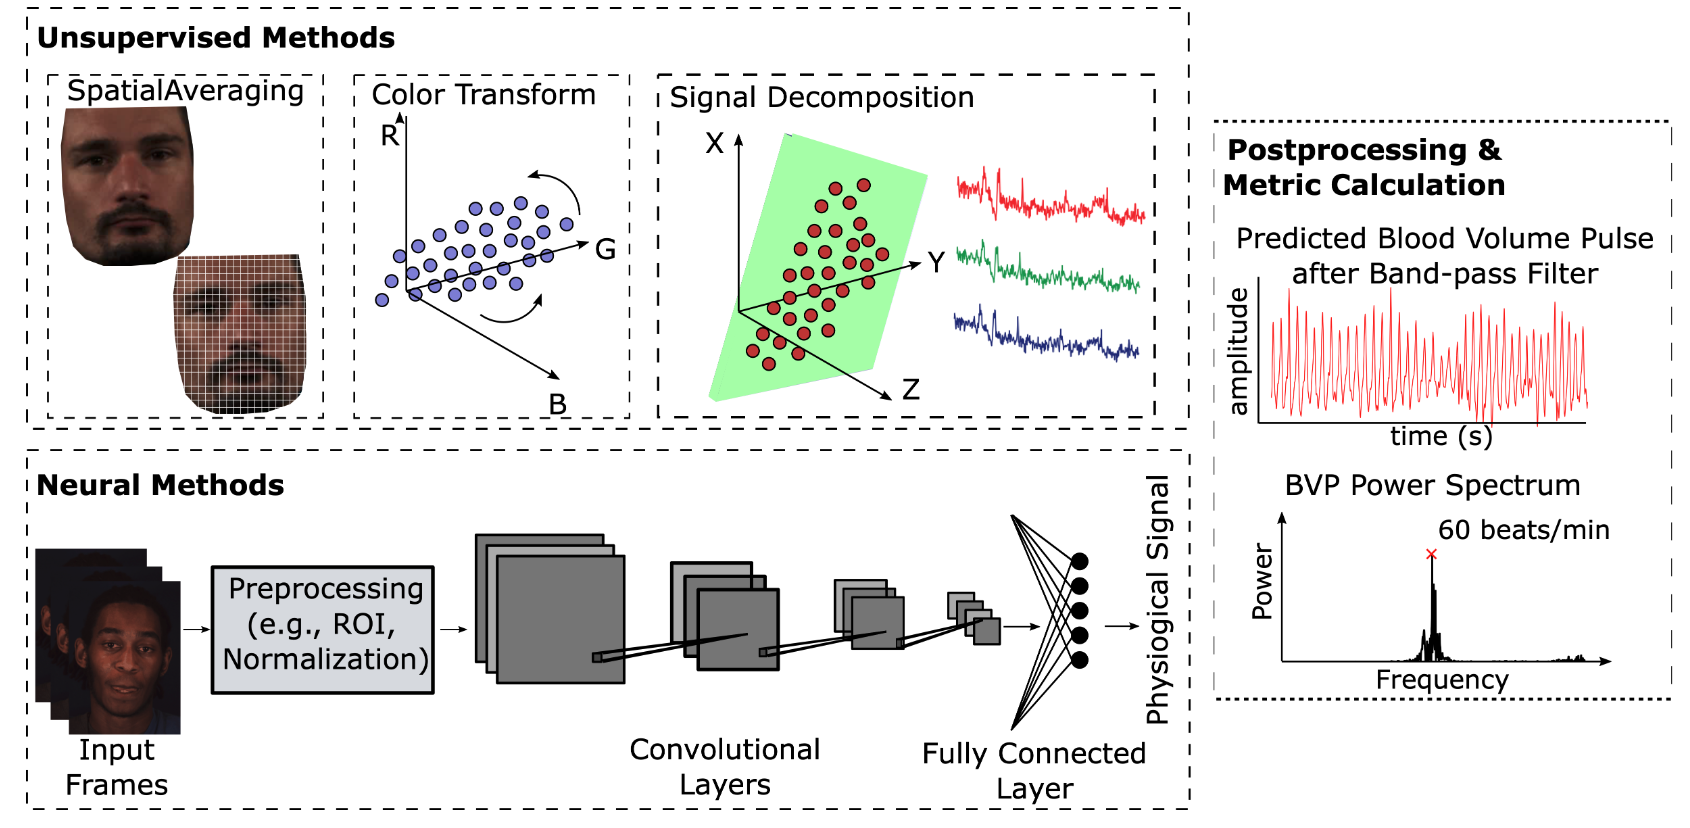 Unsupervised Methods
SpatialAveraging
Color Transform
R
G
B
Signal Decomposition
X
Y
Z
Neural Methods
Input
Frames
Preprocessing
(e.g., ROI,
Normalization)
Convolutional
Layers
Fully Connected
Layer
Physiogical Signal
Postprocessing &
Metric Calculation
Predicted Blood Volume Pulse
after Band-pass Filter
amplitude
time (s)
BVP Power Spectrum
60 beats/min
Power
Frequency